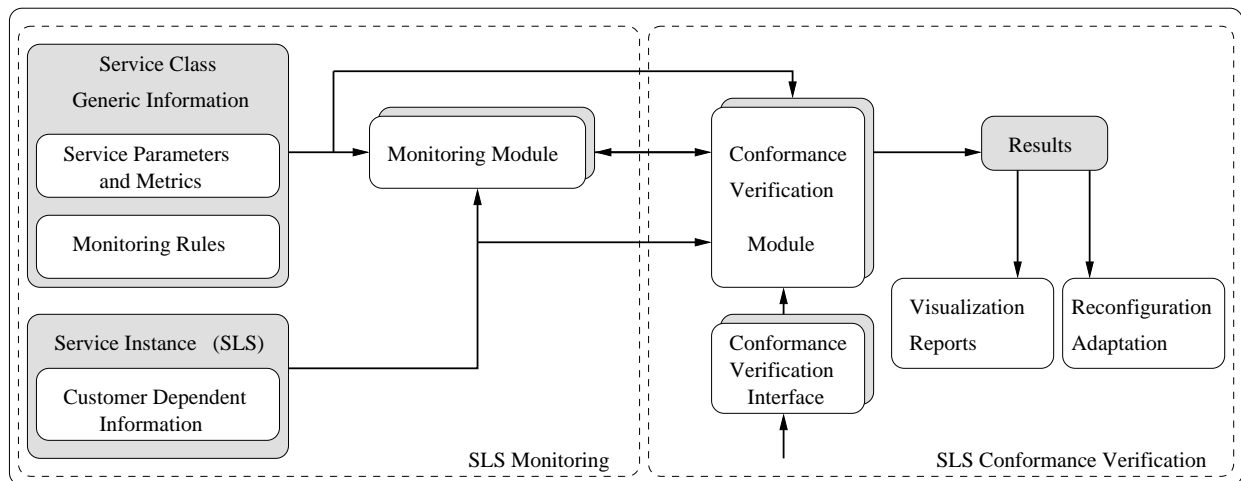 Service Class
Generic Information
Service Parameters
and Metrics
Monitoring Rules
Service Instance (SLS)
Customer Dependent
Information
Monitoring Module
SLS Monitoring
Conformance
Verification
Module
Conformance
Verification
Interface
Results
Visualization
Reports
Reconfiguration
Adaptation
SLS Conformance Verification